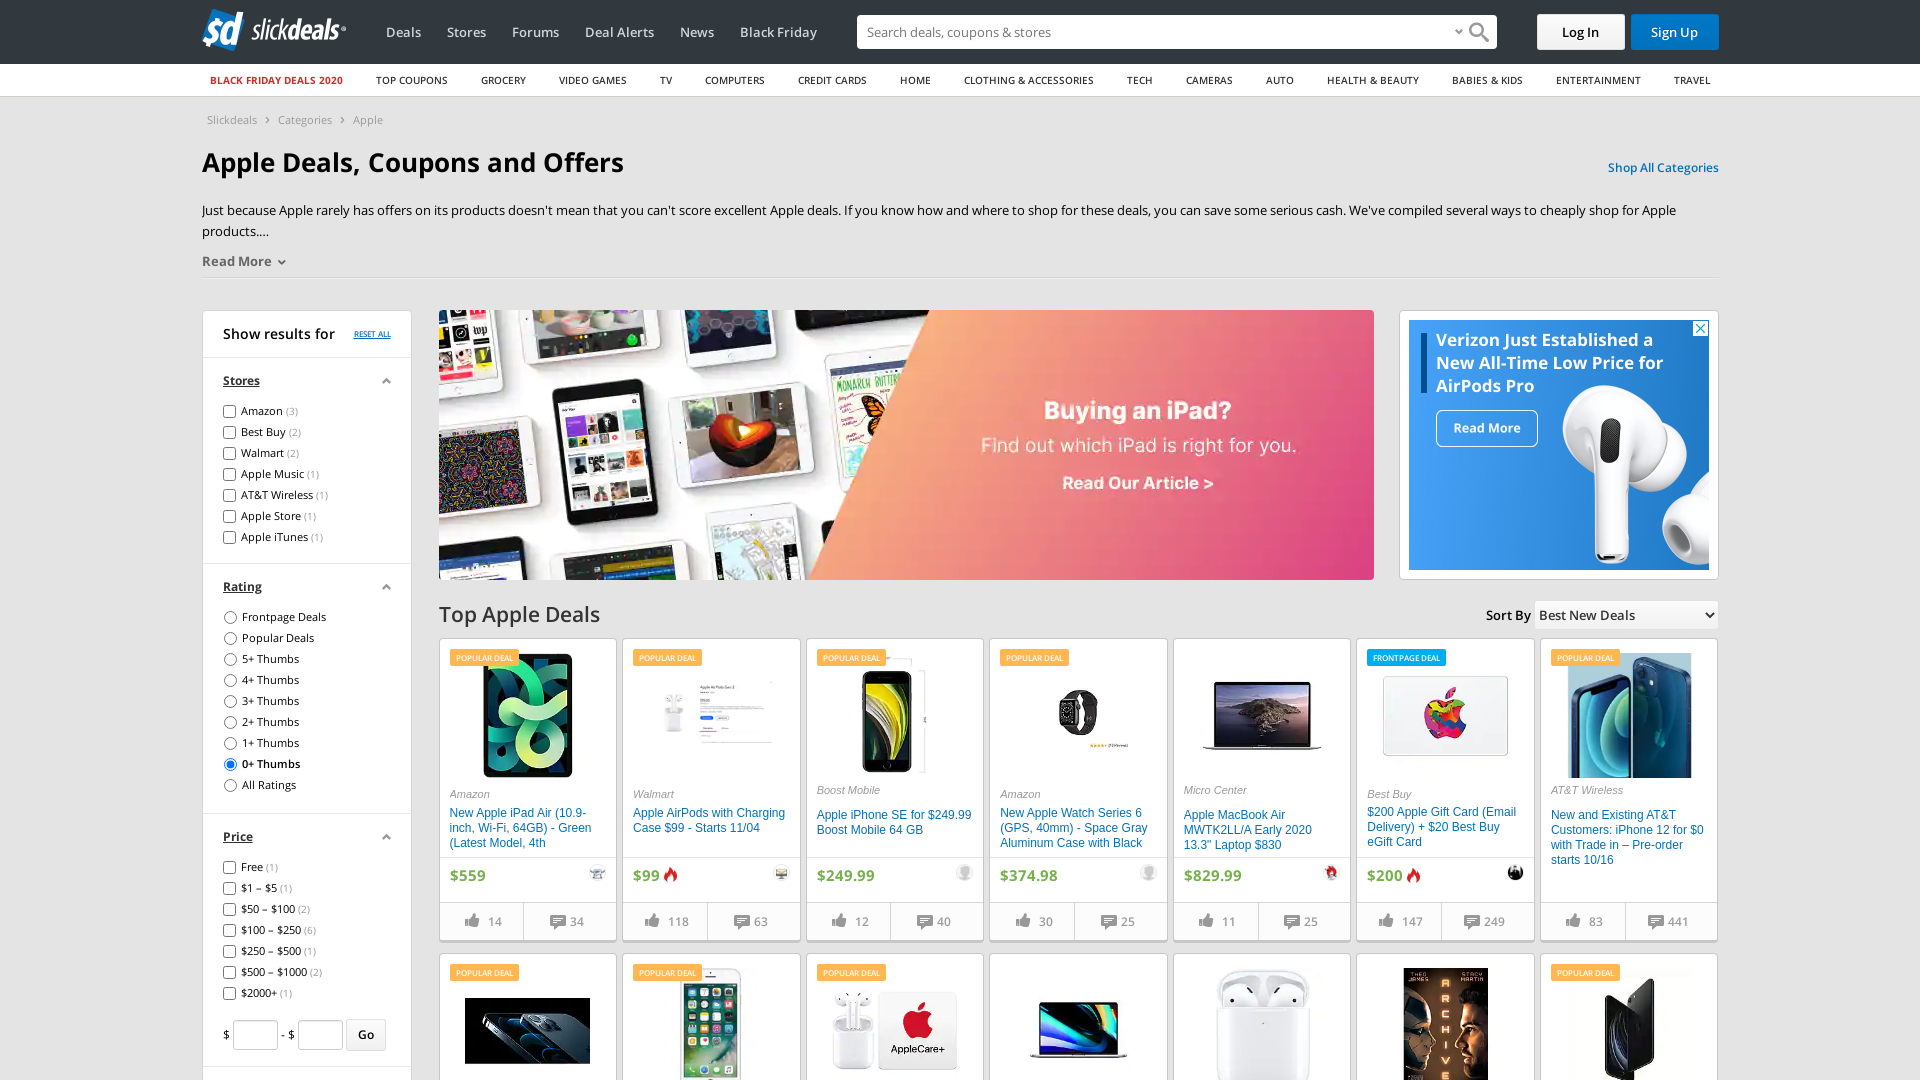 slickdeals
Deals
Stores
Forums
Deal Alerts
News
Black Friday
Search deals, coupons & stores
Log In
Sign Up
BLACK FRIDAY DEALS 2020
TOP COUPONS
GROCERY
VIDEO GAMES
TV
COMPUTERS
CREDIT CARDS
HOME
CLOTHING & ACCESSORIES
TECH
CAMERAS
AUTO
HEALTH & BEAUTY
BABIES & KIDS
ENTERTAINMENT
TRAVEL
Slickdeals > Categories > Apple
Apple Deals, Coupons and Offers
Shop All Categories
Just because Apple rarely has offers on its products doesn't mean that you can't score excellent Apple deals. If you know how and where to shop for these deals, you can save some serious cash. We've compiled several ways to cheaply shop for Apple
products.…
Read More
Show results for
RESET ALL
Stores
Amazon (3)
Best Buy (2)
Walmart (2)
Apple Music (1)
AT&T Wireless (1)
Apple Store (1)
Apple iTunes (1)
Rating
Frontpage Deals
Popular Deals
5+ Thumbs
4+ Thumbs
3+ Thumbs
2+ Thumbs
1+ Thumbs
0+ Thumbs
All Ratings
Price
Free (1)
$1 – $5 (1)
$50 – $100 (2)
$100 – $250 (6)
$250 – $500 (1)
$500 – $1000 (2)
$2000+ (1)
$ - $ Go
Buying an iPad?
Find out which iPad is right for you.
Read Our Article >
Verizon Just Established a
New All-Time Low Price for
AirPods Pro
Read More
Top Apple Deals
Sort By Best New Deals
POPULAR DEAL
Amazon
New Apple iPad Air (10.9-
inch, Wi-Fi, 64GB) - Green
(Latest Model, 4th
$559
14
34
POPULAR DEAL
Walmart
Apple AirPods with Charging
Case $99 - Starts 11/04
$99
118
63
POPULAR DEAL
Boost Mobile
Apple iPhone SE for $249.99
Boost Mobile 64 GB
$249.99
12
40
POPULAR DEAL
Amazon
New Apple Watch Series 6
(GPS, 40mm) - Space Gray
Aluminum Case with Black
$374.98
30
25
Micro Center
Apple MacBook Air
MWTK2LL/A Early 2020
13.3" Laptop $830
$829.99
11
25
FRONTPAGE DEAL
Best Buy
$200 Apple Gift Card (Email
Delivery) + $20 Best Buy
eGift Card
$200
147
249
POPULAR DEAL
AT&T Wireless
New and Existing AT&T
Customers: iPhone 12 for $0
with Trade in – Pre-order
starts 10/16
83
441
POPULAR DEAL
POPULAR DEAL
POPULAR DEAL
AppleCare+
THEO JAMES
STACY MARTIN
ARCHIVE
POPULAR DEAL